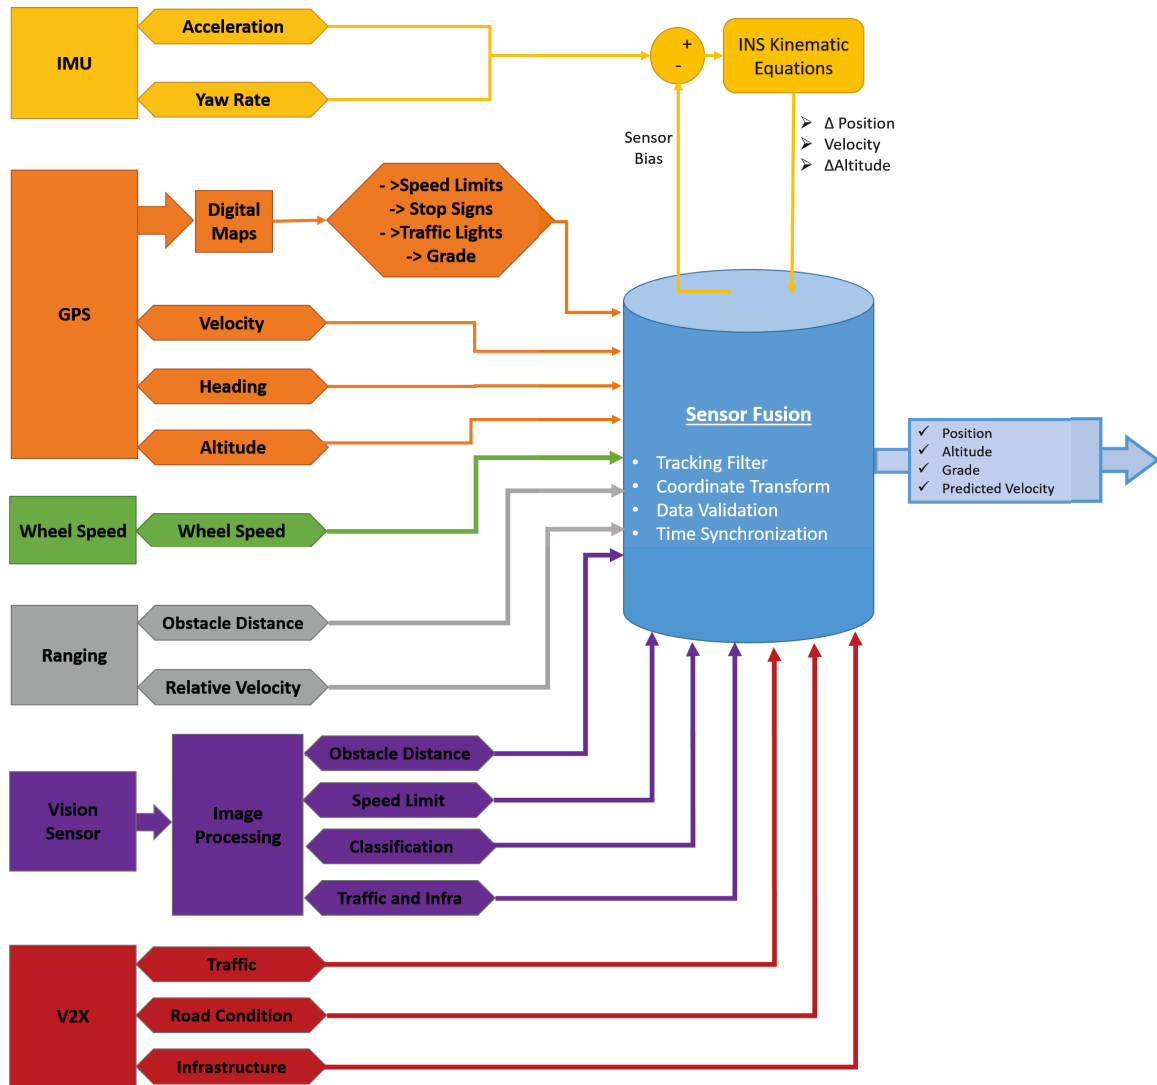 IMU
Acceleration
Yaw Rate
+
-
INS Kinematic
Equations
Sensor
Bias
➢ Δ Position
➢ Velocity
➢ ΔAltitude
GPS
Digital
Maps
- >Speed Limits
-> Stop Signs
- >Traffic Lights
-> Grade
Velocity
Heading
Altitude
Wheel Speed
Wheel Speed
Ranging
Obstacle Distance
Relative Velocity
Sensor Fusion
• Tracking Filter
• Coordinate Transform
• Data Validation
• Time Synchronization
✓ Position
✓ Altitude
✓ Grade
✓ Predicted Velocity
Vision
Sensor
Image
Processing
Obstacle Distance
Speed Limit
Classification
Traffic and Infra
V2X
Traffic
Road Condition
Infrastructure